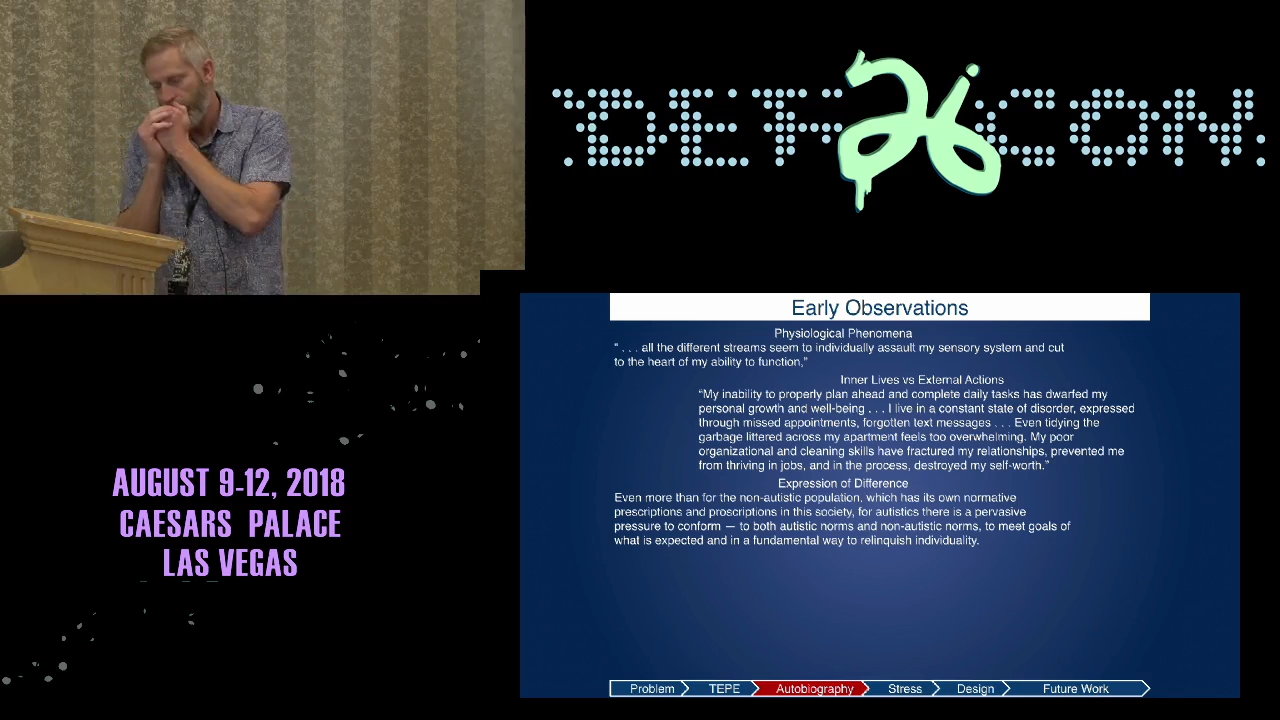 DEF 26 CON.
Early Observations
Physiological Phenomena
" . . . all the different streams seem to individually assault my sensory system and cut
to the heart of my ability to function,"
Inner Lives vs External Actions
"My inability to properly plan ahead and complete daily tasks has dwarfed my
personal growth and well-being . . . I live in a constant state of disorder, expressed
through missed appointments, forgotten text messages . . . Even tidying the
garbage littered across my apartment feels too overwhelming. My poor
organizational and cleaning skills have fractured my relationships, prevented me
from thriving in jobs, and in the process, destroyed my self-worth."
Expression of Difference
Even more than for the non-autistic population, which has its own normative
prescriptions and proscriptions in this society, for autistics there is a pervasive
pressure to conform — to both autistic norms and non-autistic norms, to meet goals of
what is expected and in a fundamental way to relinquish individuality.
AUGUST 9-12, 2018
CAESARS PALACE
LAS VEGAS
Problem TEPE Autobiography Stress Design Future Work